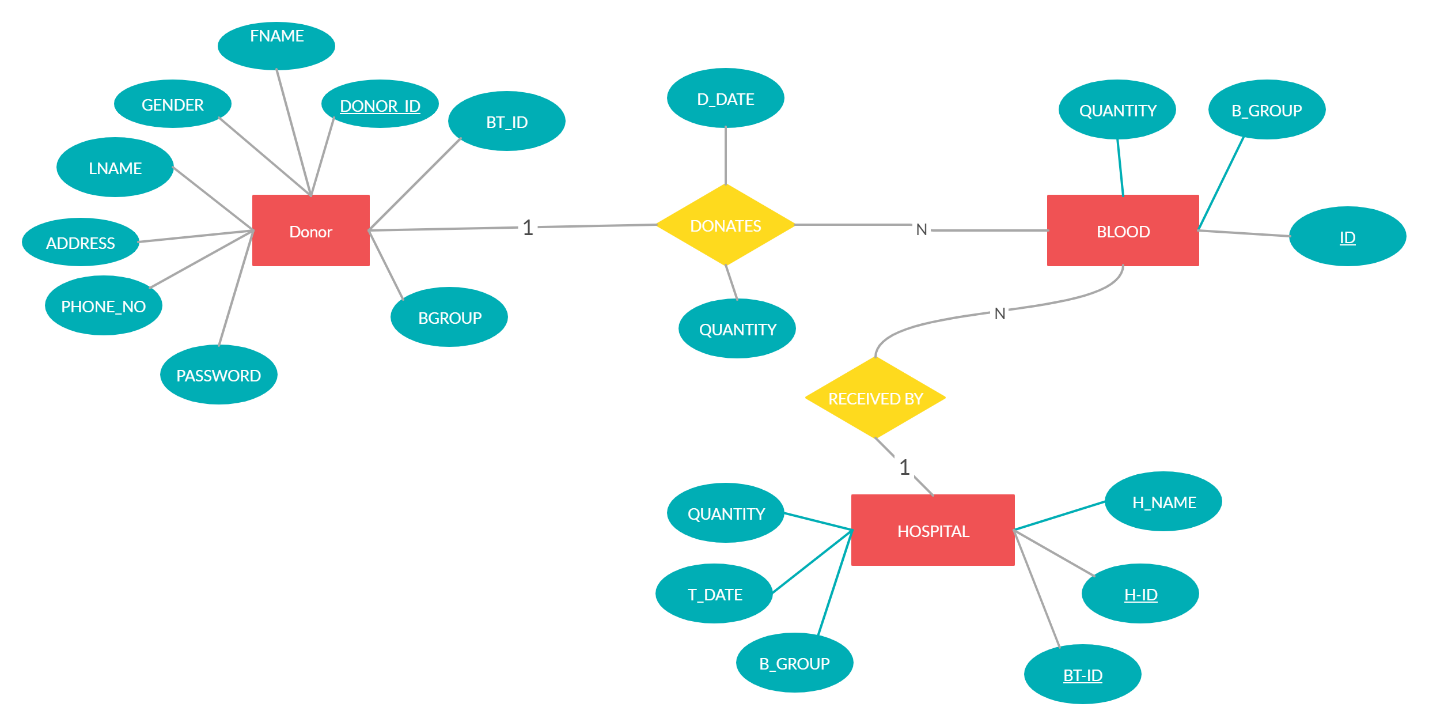 FNAME
GENDER
DONOR_ID
BT_ID
LNAME
ADDRESS
Donor
PHONE_NO
BGROUP
PASSWORD
1
D_DATE
DONATES
QUANTITY
N
QUANTITY
B_GROUP
BLOOD
ID
N
RECEIVED BY
1
QUANTITY
HOSPITAL
H_NAME
T_DATE
H-ID
B_GROUP
BT-ID